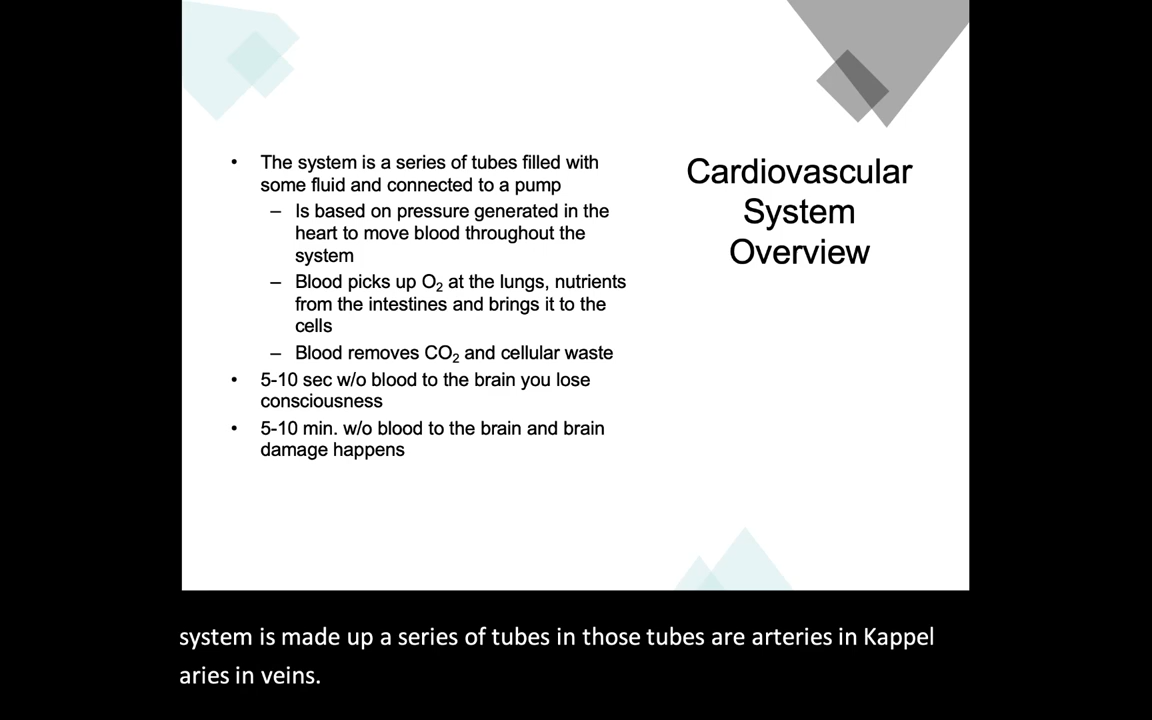 Cardiovascular
System
Overview
• The system is a series of tubes filled with
some fluid and connected to a pump
– Is based on pressure generated in the
heart to move blood throughout the
system
– Blood picks up O₂ at the lungs, nutrients
from the intestines and brings it to the
cells
– Blood removes CO₂ and cellular waste
• 5-10 sec w/o blood to the brain you lose
consciousness
• 5-10 min. w/o blood to the brain and brain
damage happens
system is made up a series of tubes in those tubes are arteries in Kappel
aries in veins.